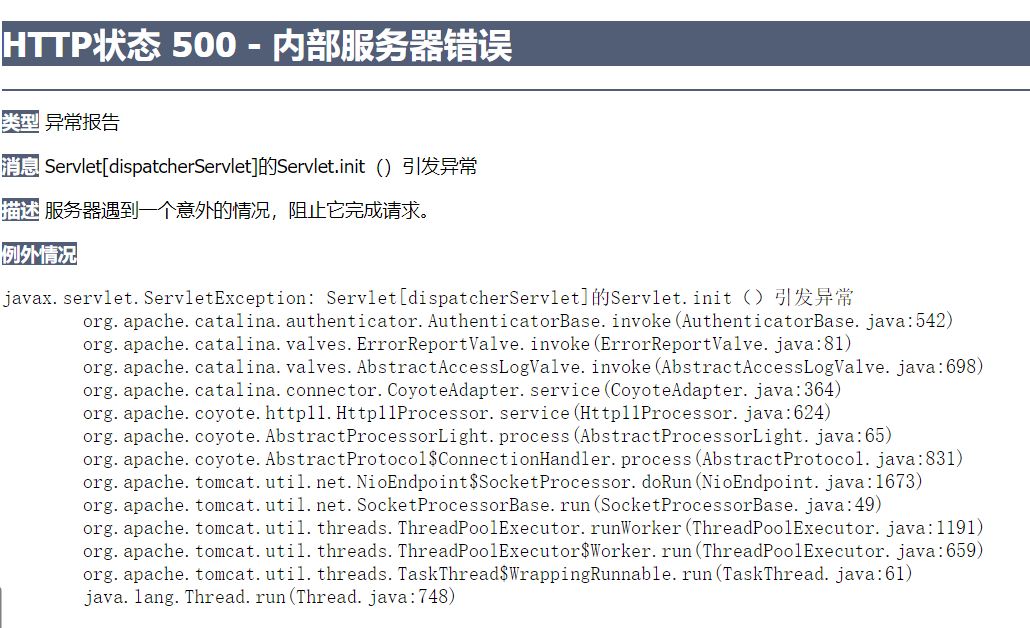 HTTP状态 500 - 内部服务器错误
类型 异常报告
消息 Servlet[dispatcherServlet]的Servlet.init（）引发异常
描述 服务器遇到一个意外的情况，阻止它完成请求。
例外情况
javax.servlet.ServletException: Servlet[dispatcherServlet]的Servlet.init（）引发异常
org.apache.catalina.authenticator.AuthenticatorBase.invoke(AuthenticatorBase.java:542)
org.apache.catalina.valves.ErrorReportValve.invoke(ErrorReportValve.java:81)
org.apache.catalina.valves.AbstractAccessLogValve.invoke(AbstractAccessLogValve.java:698)
org.apache.catalina.connector.CoyoteAdapter.service(CoyoteAdapter.java:364)
org.apache.coyote.http11.Http11Processor.service(Http11Processor.java:624)
org.apache.coyote.AbstractProcessorLight.process(AbstractProcessorLight.java:65)
org.apache.coyote.AbstractProtocol$ConnectionHandler.process(AbstractProtocol.java:831)
org.apache.tomcat.util.net.NioEndpoint$SocketProcessor.doRun(NioEndpoint.java:1673)
org.apache.tomcat.util.net.SocketProcessorBase.run(SocketProcessorBase.java:49)
org.apache.tomcat.util.threads.ThreadPoolExecutor.runWorker(ThreadPoolExecutor.java:1191)
org.apache.tomcat.util.threads.ThreadPoolExecutor$Worker.run(ThreadPoolExecutor.java:659)
org.apache.tomcat.util.threads.TaskThread$WrappingRunnable.run(TaskThread.java:61)
java.lang.Thread.run(Thread.java:748)